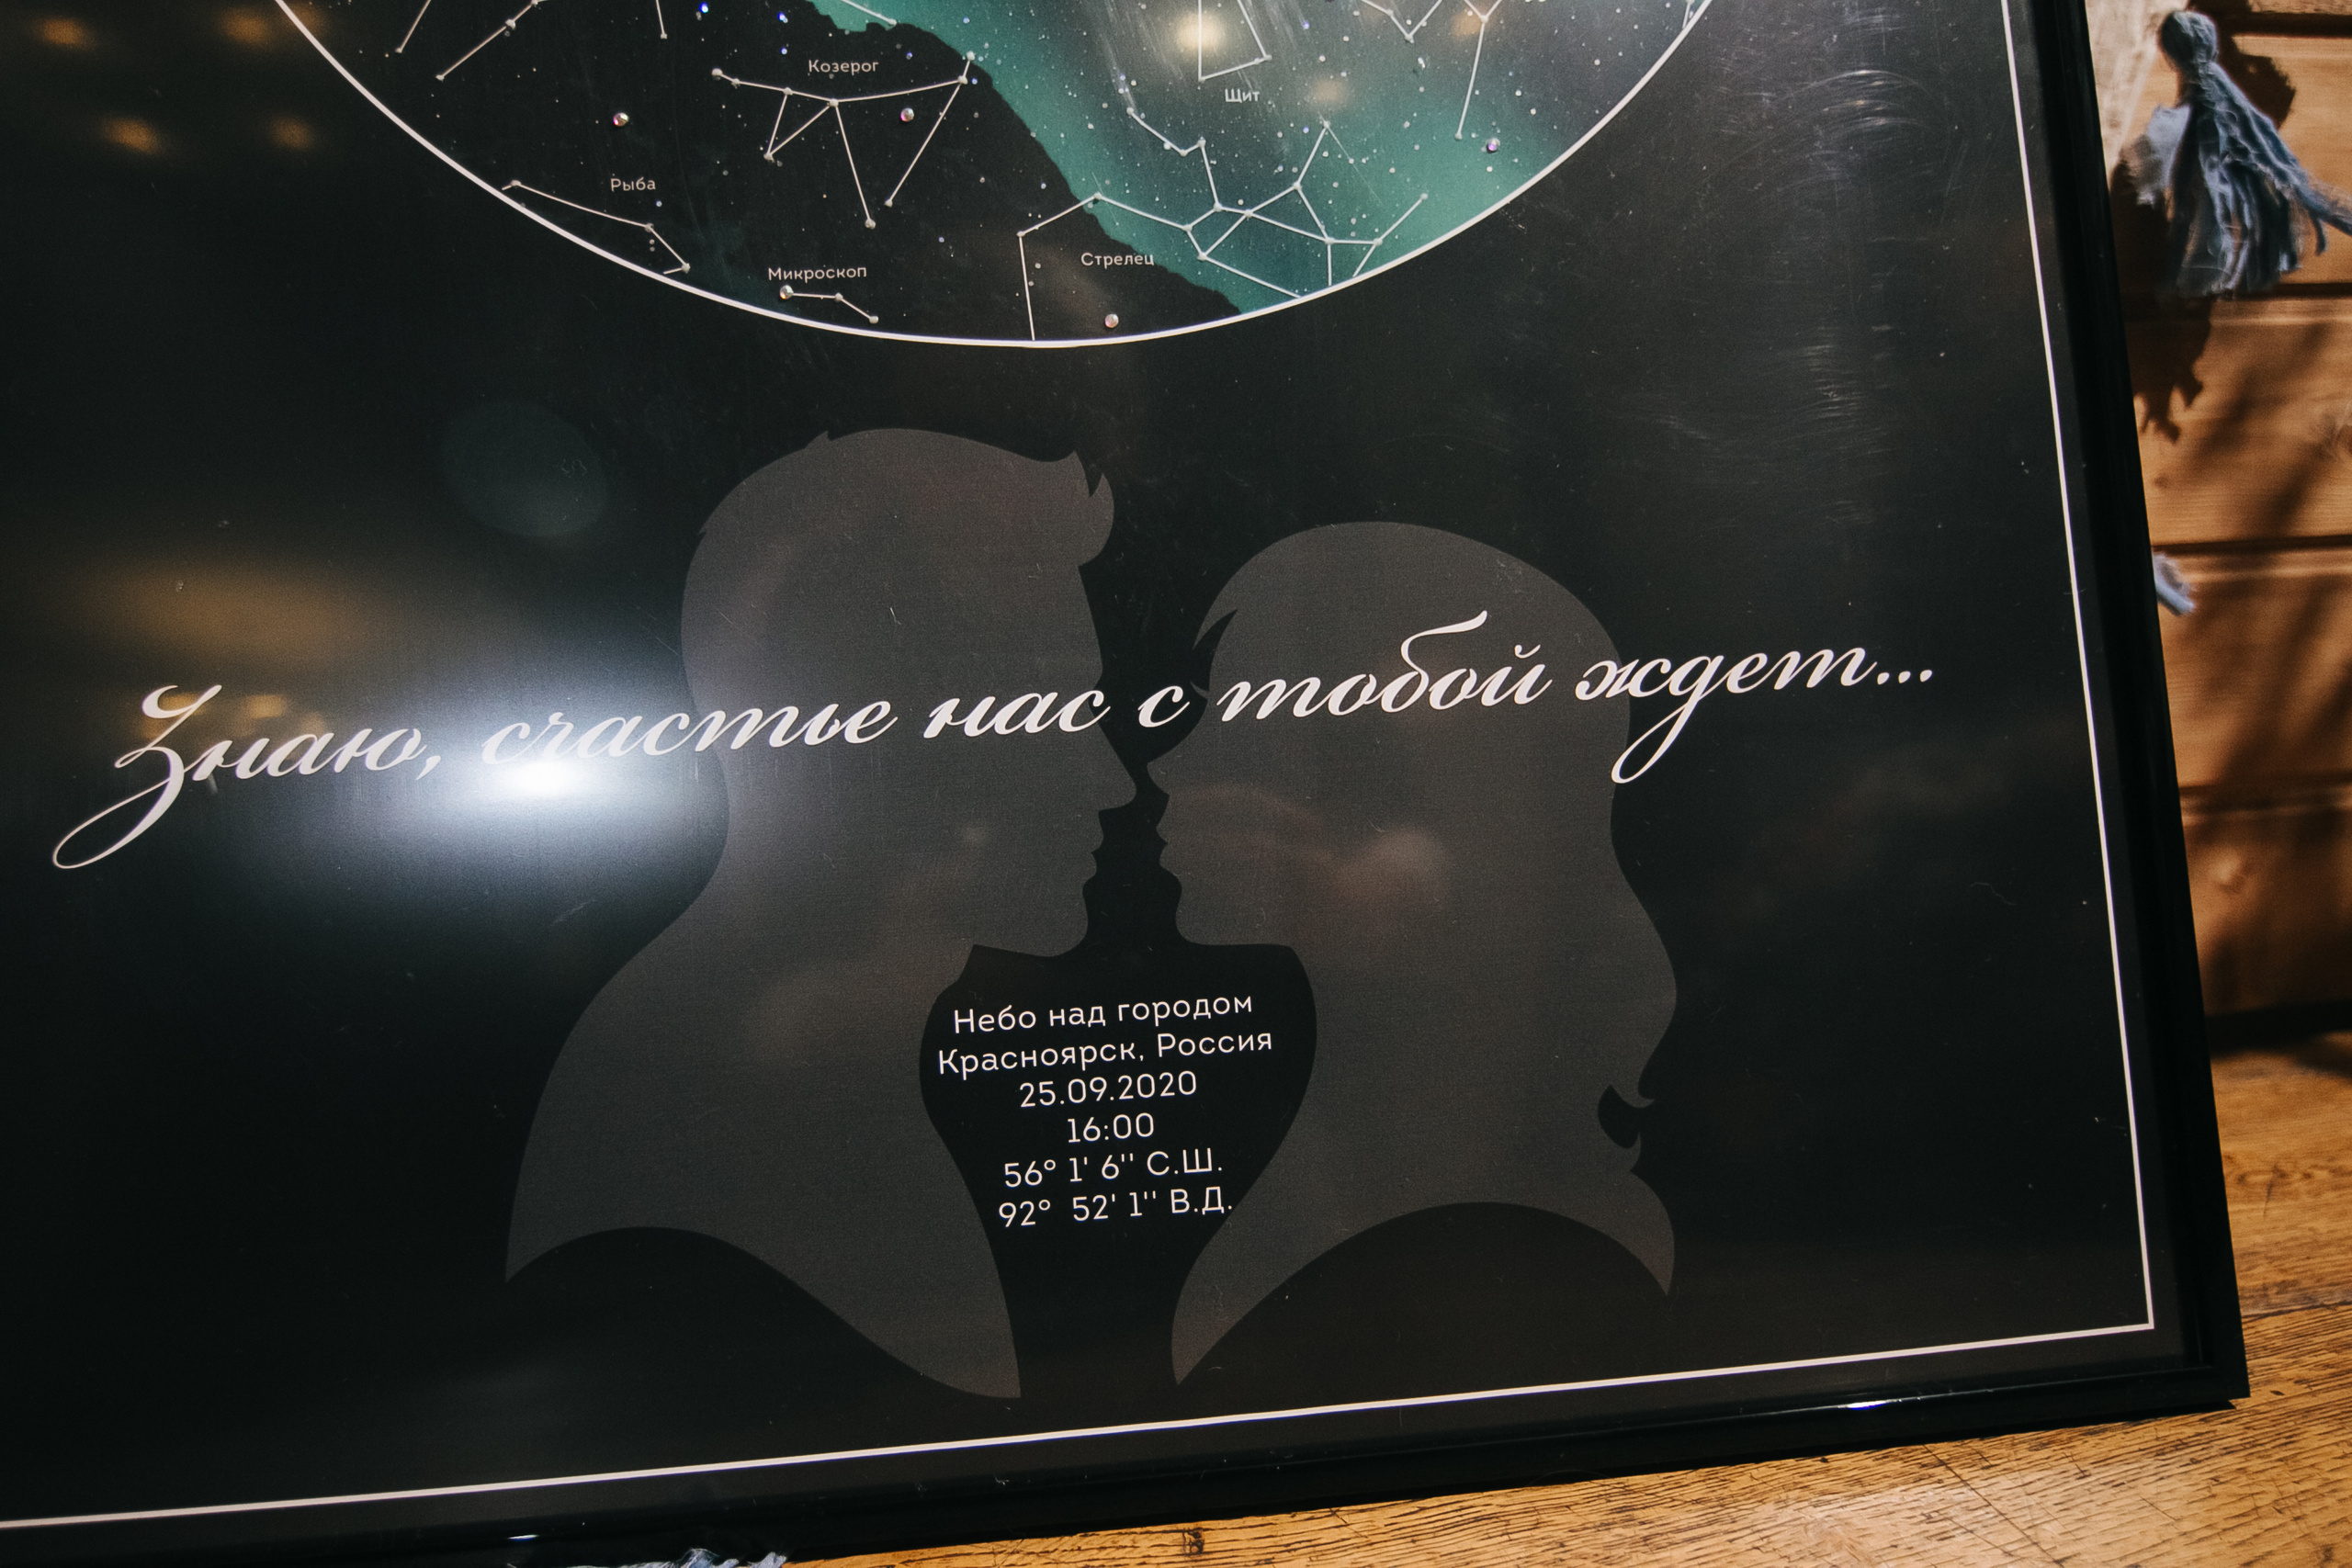 Козерог
Щит
Рыба
Стрелец
Микроскоп
Знаю, счастье нас с тобой ждет...
Небо над городом
Красноярск, Россия
25.09.2020
16:00
56° 1' 6'' С.Ш.
92° 52' 1'' В.Д.